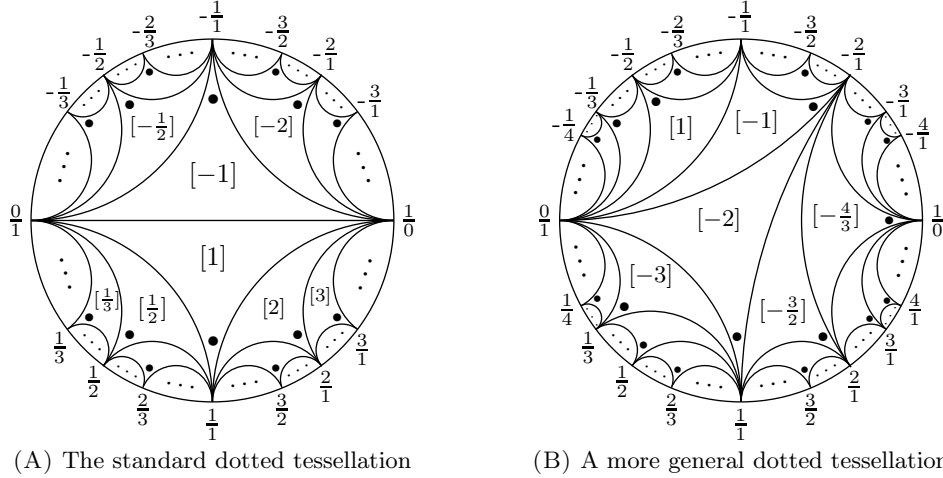 -1/1 -1/1
-2/3 -3/2 -2/3 -3/2
-1/2 -2/1 -1/2 -2/1
-1/3 -3/1 -1/3 -3/1
-1/4 -4/1
[-1/2] [-2] [1] [-1]
[-1]
0/1 1/0 0/1 [-2] [-4/3] 1/0
[1]
[1/3] [1/2] [2] [3] [-3] [-3/2]
1/4 4/1
1/3 3/1 1/3 3/1
1/2 2/1 1/2 2/1
2/3 3/2 2/3 3/2
1/1 1/1
(A) The standard dotted tessellation (B) A more general dotted tessellation